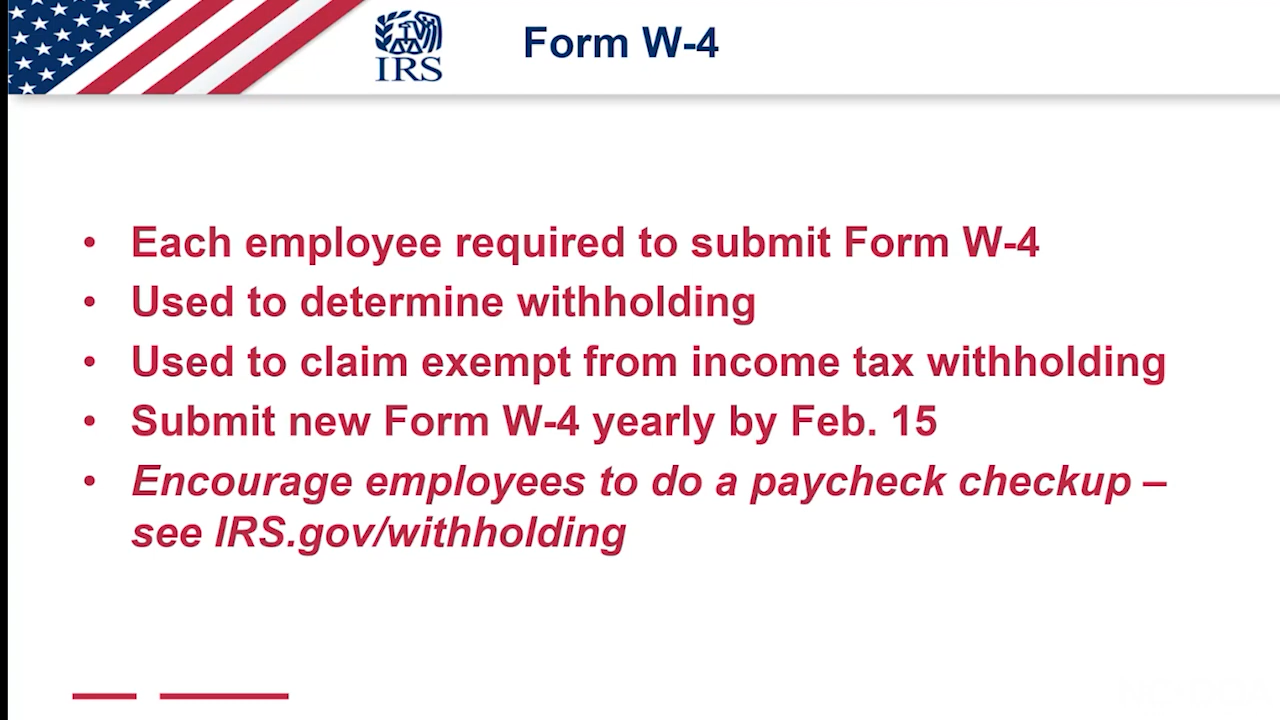 IRS
Form W-4
• Each employee required to submit Form W-4
• Used to determine withholding
• Used to claim exempt from income tax withholding
• Submit new Form W-4 yearly by Feb. 15
• Encourage employees to do a paycheck checkup –
see IRS.gov/withholding